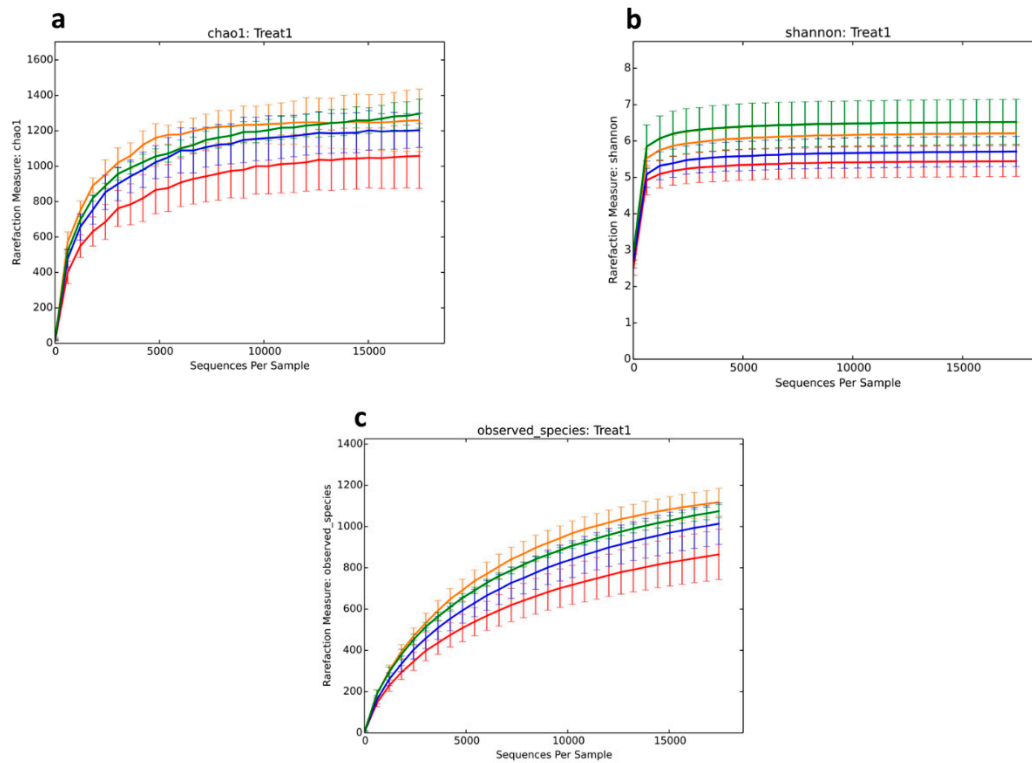 a
chao1: Treat1
1600
1400
1200
1000
800
600
400
200
0
Rarefaction Measure: chao1
0 5000 10000 15000
Sequences Per Sample
b
shannon: Treat1
8
7
6
5
4
3
2
1
0
Rarefaction Measure: shannon
0 5000 10000 15000
Sequences Per Sample
c
observed_species: Treat1
1400
1200
1000
800
600
400
200
0
Rarefaction Measure: observed_species
0 5000 10000 15000
Sequences Per Sample